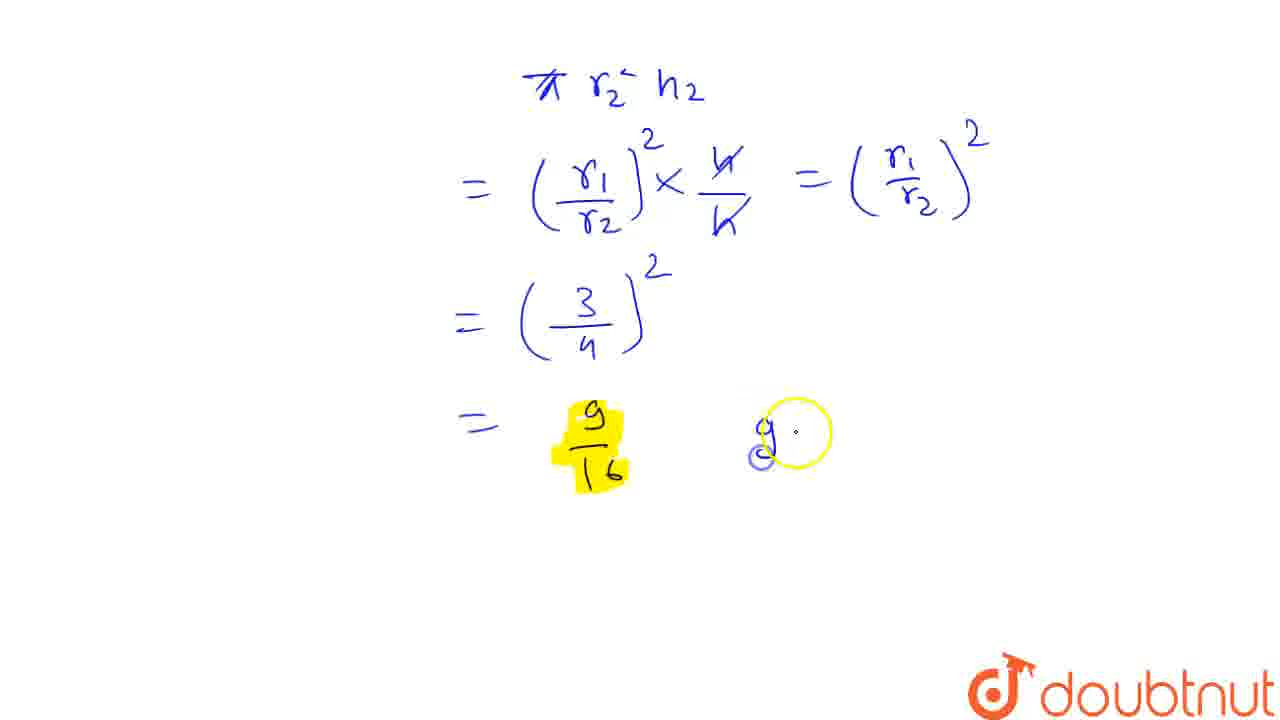 π r₂² h₂
= (r₁/r₂)² × h/h = (r₁/r₂)²
= (3/4)²
= 9/16 9
doubtnut